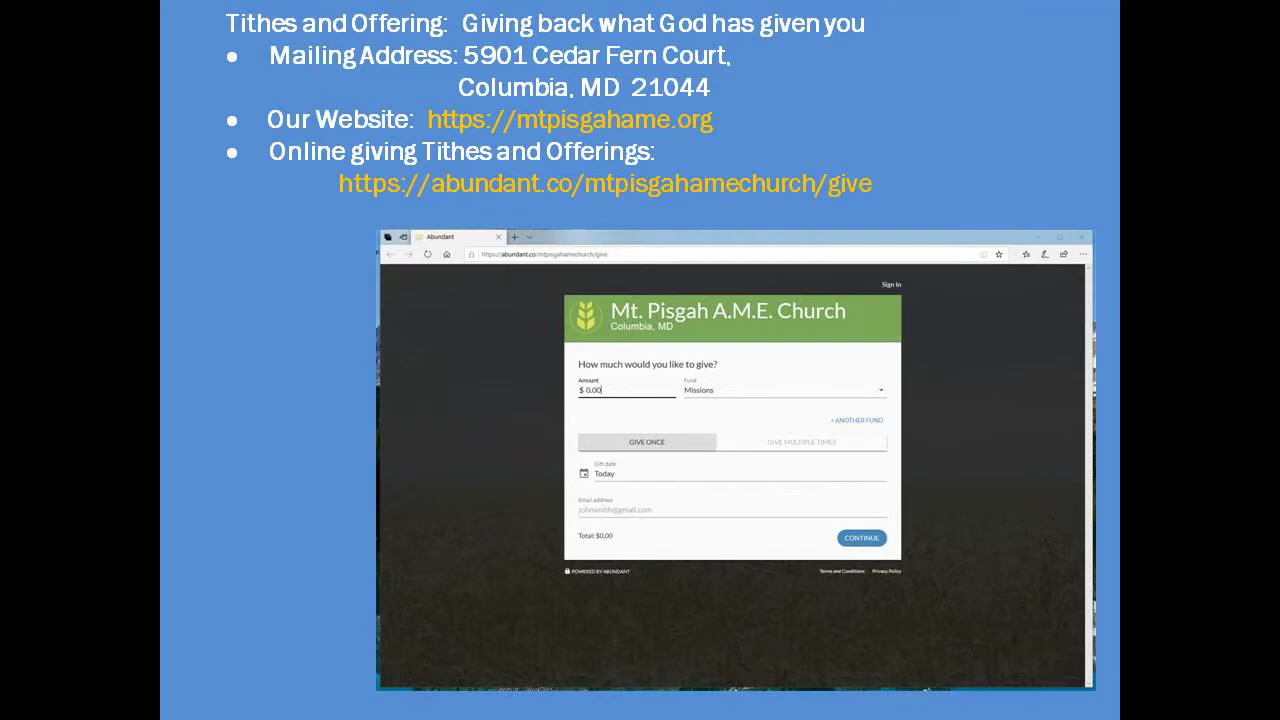 Tithes and Offering: Giving back what God has given you
● Mailing Address: 5901 Cedar Fern Court,
Columbia, MD 21044
● Our Website: https://mtpisgahame.org
● Online giving Tithes and Offerings:
https://abundant.co/mtpisgahamechurch/give
Abundant
https://abundant.co/mtpisgahamechurch/give
Sign In
Mt. Pisgah A.M.E. Church
Columbia, MD
How much would you like to give?
Amount Fund
$ 0.00 Missions
+ ANOTHER FUND
GIVE ONCE GIVE MULTIPLE TIMES
Gift date
Today
Email address
johnsmith@gmail.com
Total: $0.00 CONTINUE
POWERED BY ABUNDANT Terms and Conditions Privacy Policy